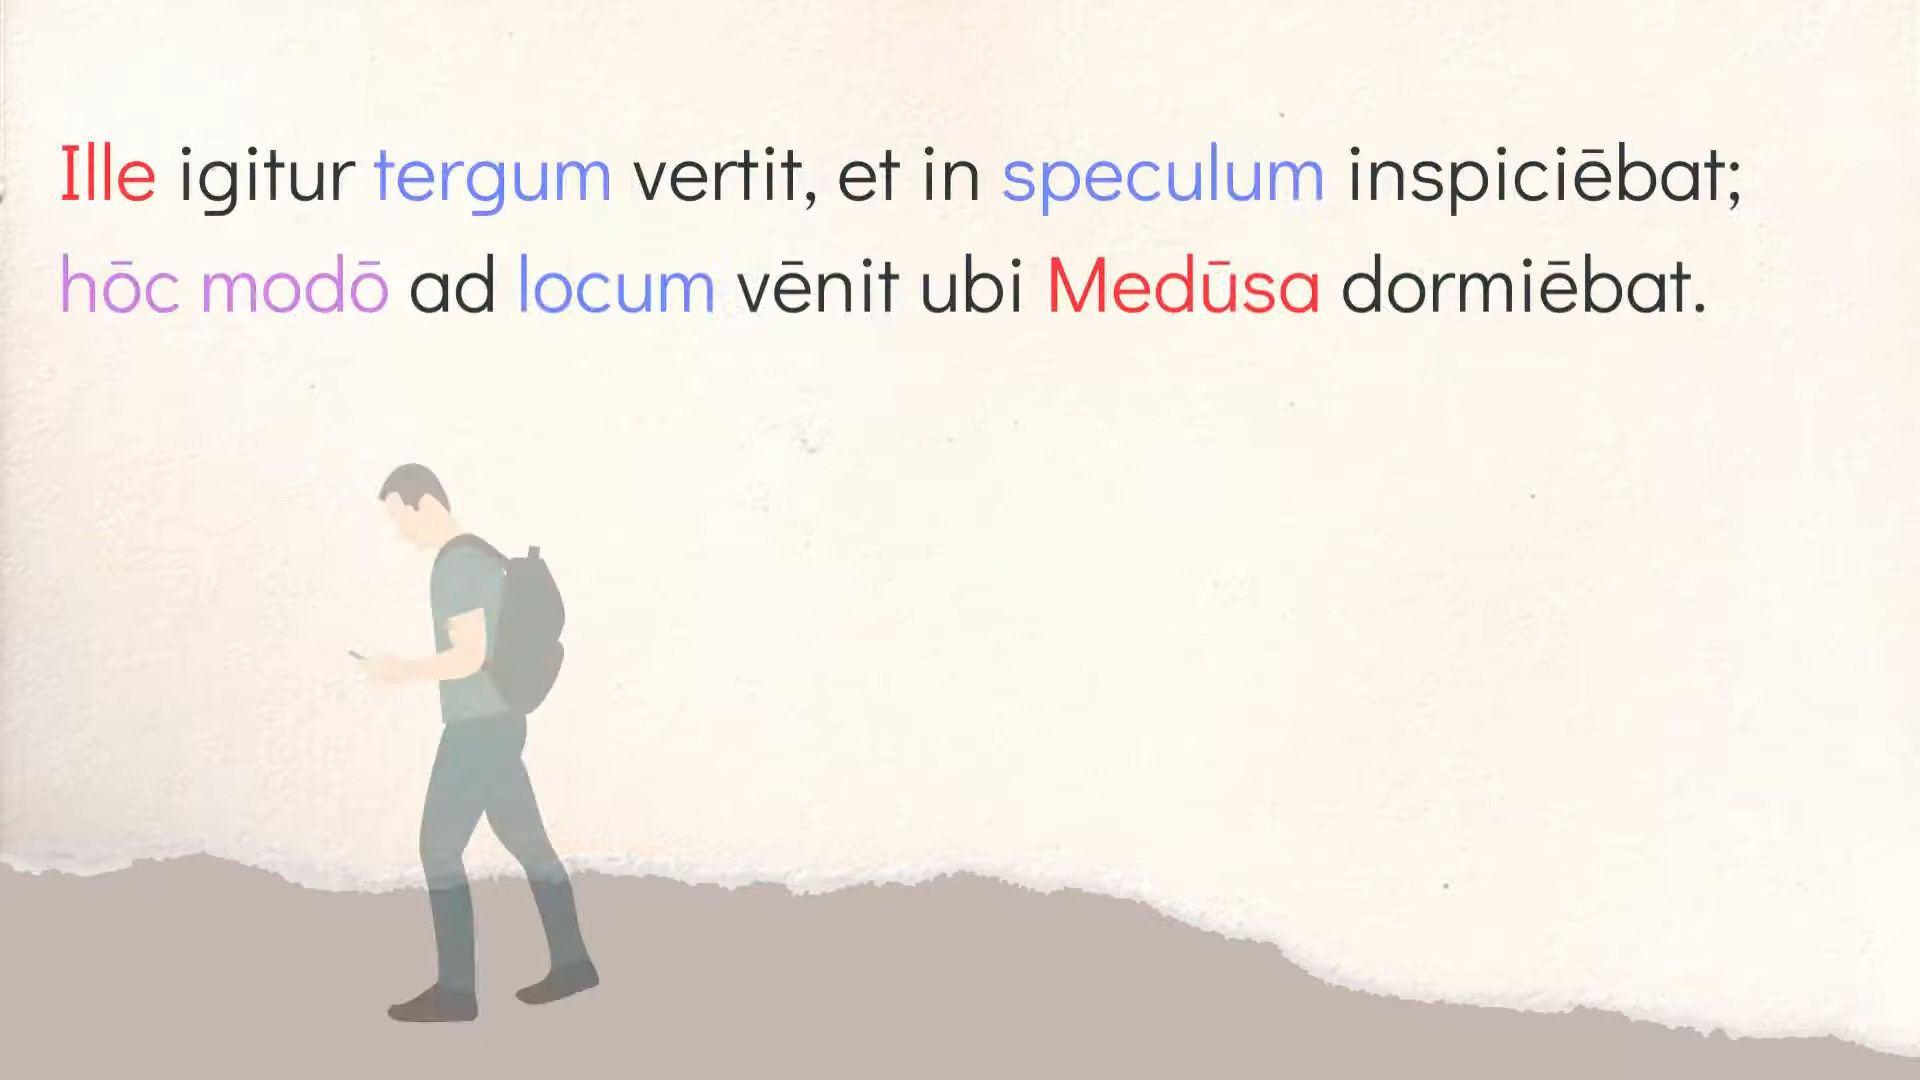 Ille igitur tergum vertit, et in speculum inspiciēbat;
hōc modō ad locum vēnit ubi Medūsa dormiēbat.